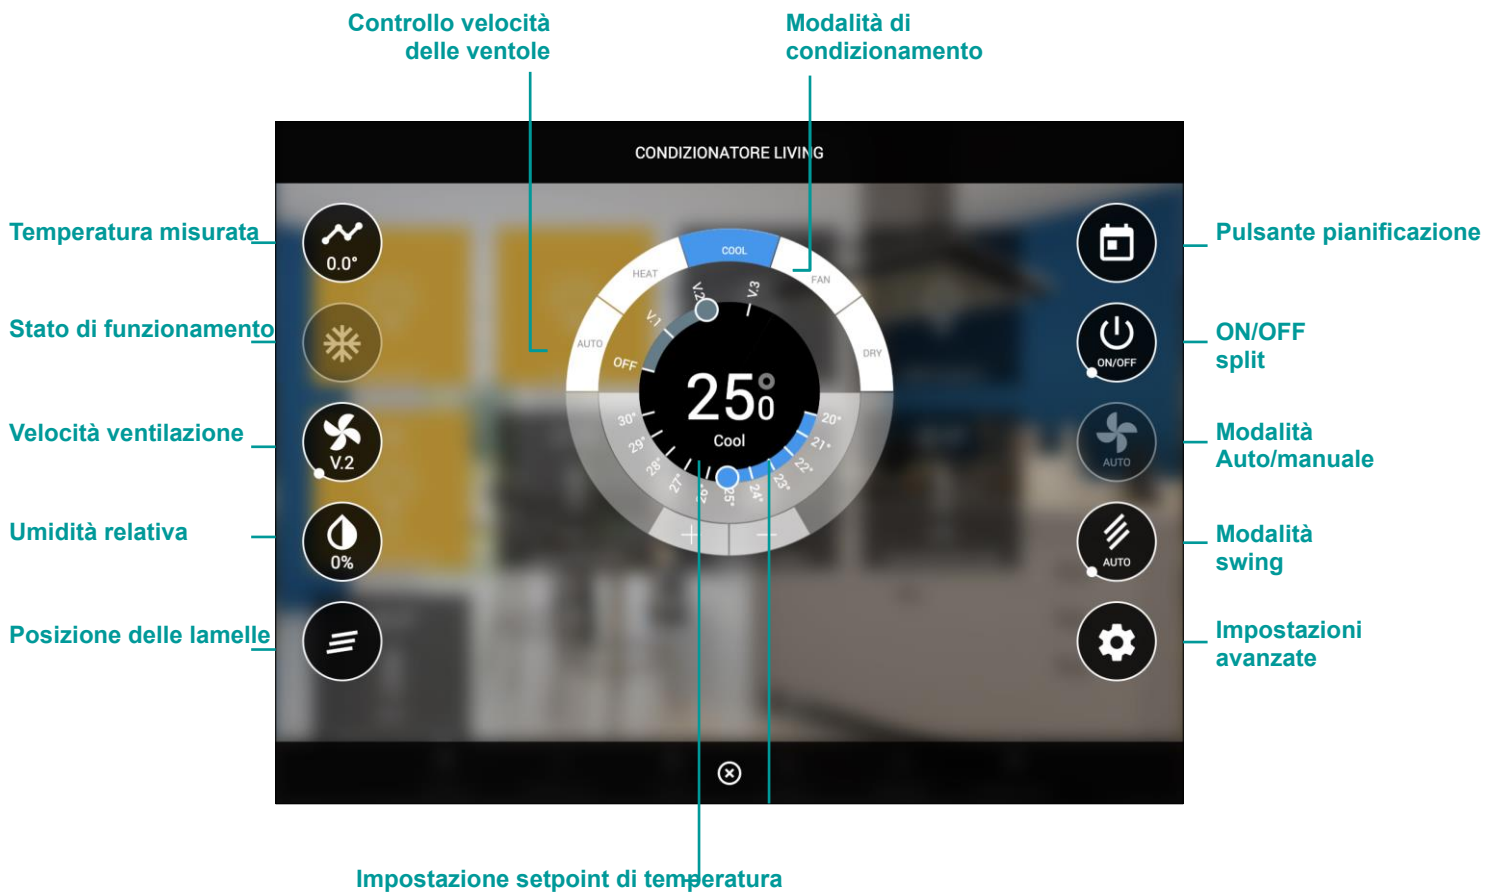 Controllo velocità
delle ventole
Modalità di
condizionamento
CONDIZIONATORE LIVING
Temperatura misurata
0.0°
Stato di funzionamento
Velocità ventilazione
V.2
Umidità relativa
0%
Posizione delle lamelle
AUTO
HEAT
COOL
FAN
DRY
OFF
V.1
V.2
V.3
25°0
Cool
30°
29°
28°
27°
26°
25°
24°
23°
22°
21°
20°
+
−
Pulsante pianificazione
ON/OFF
ON/OFF
split
AUTO
Modalità
Auto/manuale
AUTO
Modalità
swing
Impostazioni
avanzate
Impostazione setpoint di temperatura